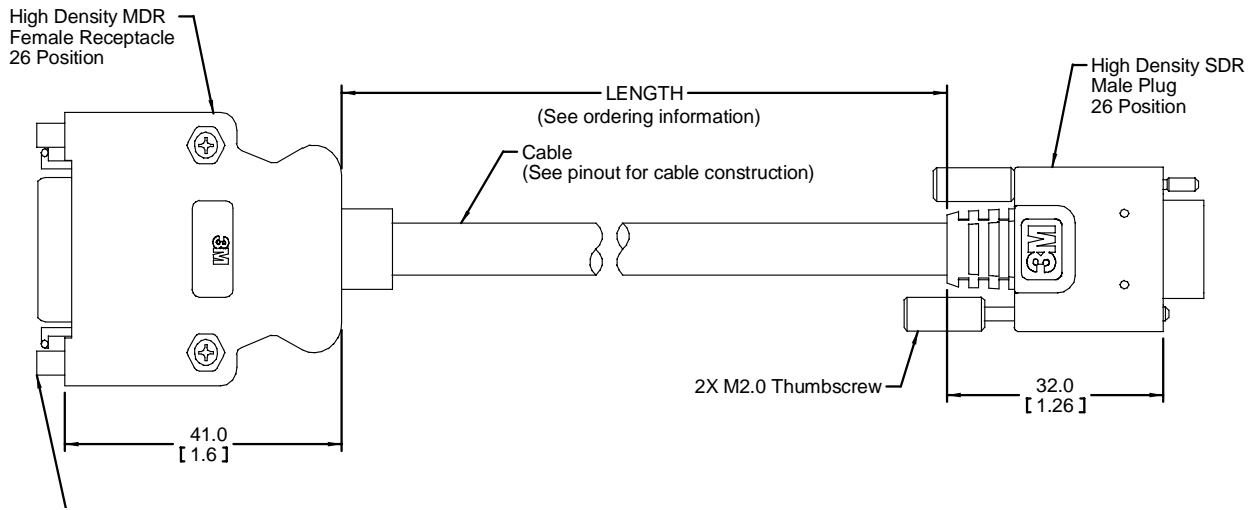 High Density MDR
Female Receptacle
26 Position
High Density SDR
Male Plug
26 Position
LENGTH
(See ordering information)
Cable
(See pinout for cable construction)
3M
3M
2X M2.0 Thumbscrew
32.0
[ 1.26 ]
41.0
[ 1.6 ]